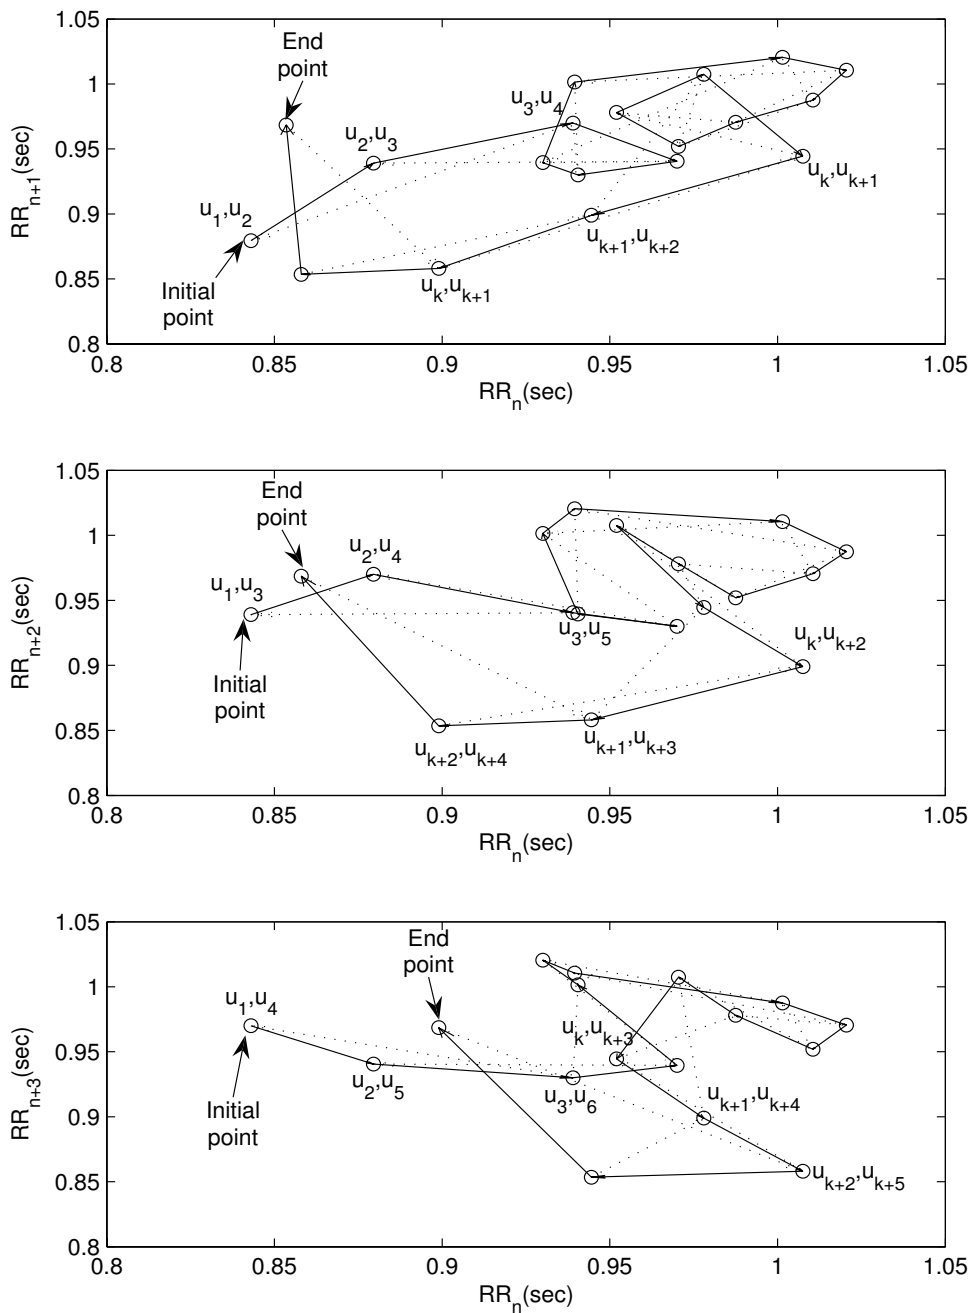 1.05
End
point
1
u3,u4
RRn+1(sec)
u2,u3
0.95
uk,uk+1
u1,u2
0.9
uk+1,uk+2
0.85
Initial
point
uk,uk+1
0.8
0.8 0.85 0.9 0.95 1 1.05
RRn(sec)
1.05
End
point
1
u2,u4
RRn+2(sec)
u1,u3
0.95
u3,u5
uk,uk+2
0.9
Initial
point
0.85
uk+1,uk+3
uk+2,uk+4
0.8
0.8 0.85 0.9 0.95 1 1.05
RRn(sec)
1.05
End
point
1
u1,u4
RRn+3(sec)
uk,uk+3
0.95
u2,u5
u3,u6
uk+1,uk+4
0.9
Initial
point
0.85
uk+2,uk+5
0.8
0.8 0.85 0.9 0.95 1 1.05
RRn(sec)